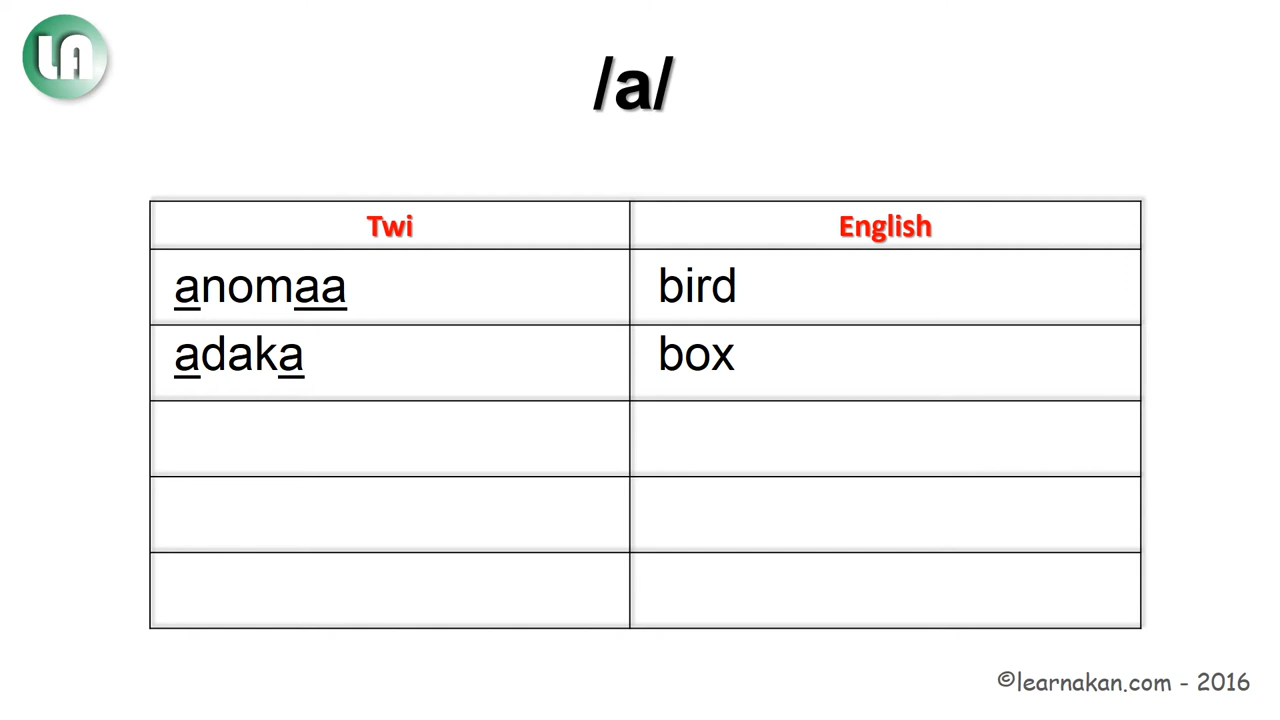 LA
/a/
Twi English
anomaa bird
adaka box
©learnakan.com - 2016